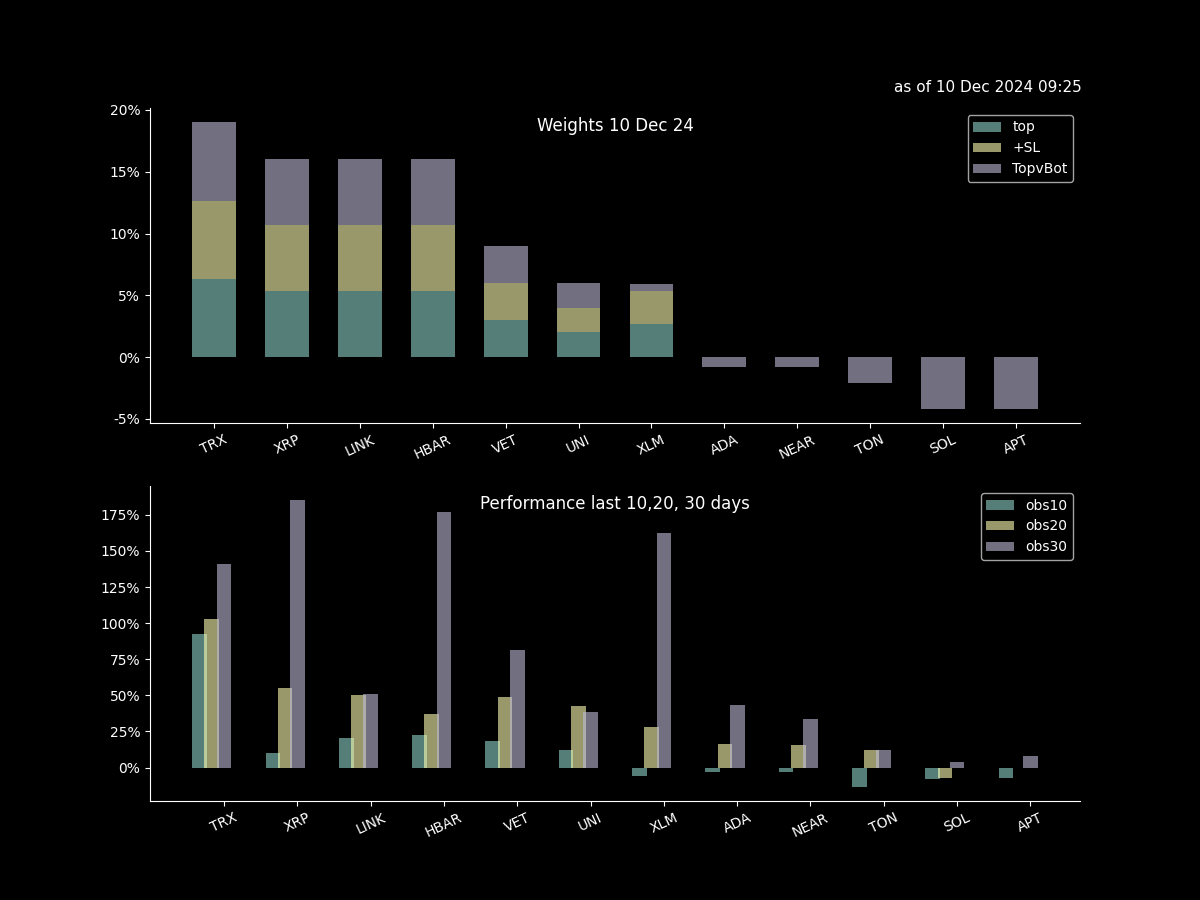 as of 10 Dec 2024 09:25
Weights 10 Dec 24
top
+SL
TopvBot
20%
15%
10%
5%
0%
-5%
TRX XRP LINK HBAR VET UNI XLM ADA NEAR TON SOL APT
Performance last 10,20, 30 days
obs10
obs20
obs30
175%
150%
125%
100%
75%
50%
25%
0%
TRX XRP LINK HBAR VET UNI XLM ADA NEAR TON SOL APT